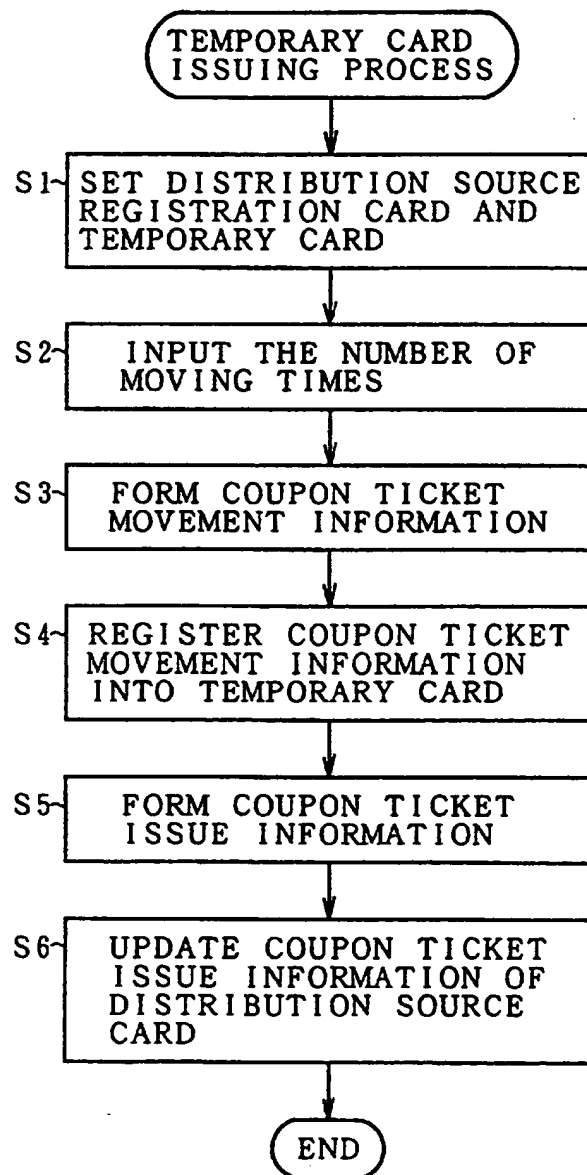 TEMPORARY CARD
ISSUING PROCESS
S1 SET DISTRIBUTION SOURCE
REGISTRATION CARD AND
TEMPORARY CARD
S2 INPUT THE NUMBER OF
MOVING TIMES
S3 FORM COUPON TICKET
MOVEMENT INFORMATION
S4 REGISTER COUPON TICKET
MOVEMENT INFORMATION
INTO TEMPORARY CARD
S5 FORM COUPON TICKET
ISSUE INFORMATION
S6 UPDATE COUPON TICKET
ISSUE INFORMATION OF
DISTRIBUTION SOURCE
CARD
END